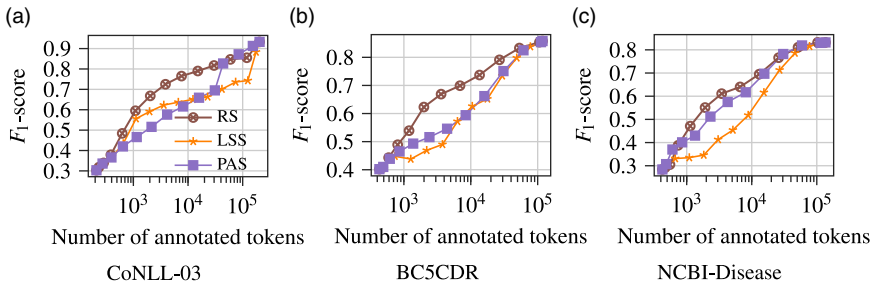 (a)
F₁-score
0.9
0.8
0.7
0.6
0.5
0.4
0.3
RS
LSS
PAS
10³ 10⁴ 10⁵
Number of annotated tokens
CoNLL-03
(b)
F₁-score
0.8
0.7
0.6
0.5
0.4
10³ 10⁴ 10⁵
Number of annotated tokens
BC5CDR
(c)
F₁-score
0.8
0.7
0.6
0.5
0.4
0.3
10³ 10⁴ 10⁵
Number of annotated tokens
NCBI-Disease